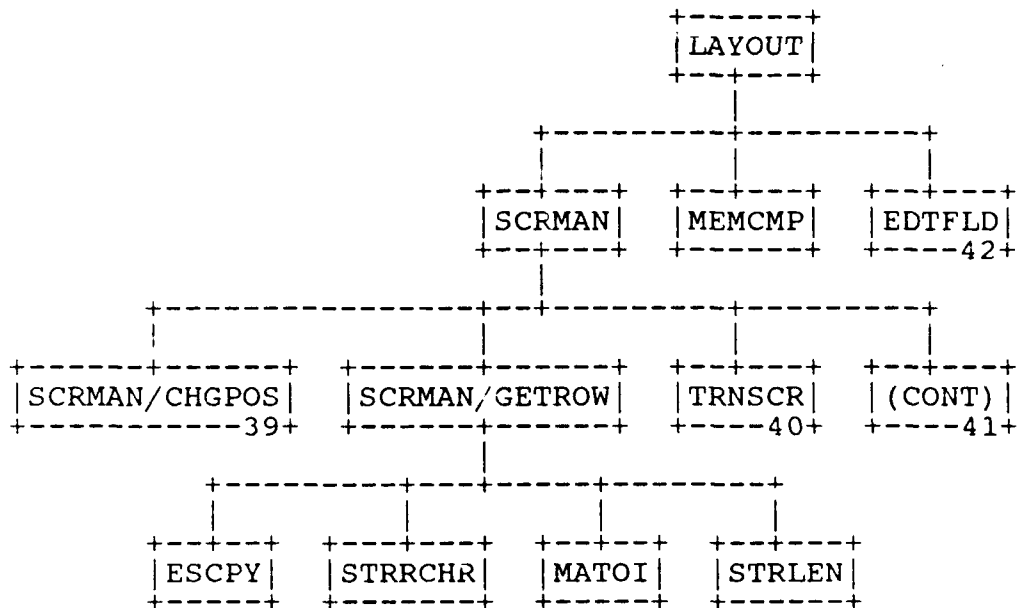 LAYOUT
SCRMAN MEMCMP EDTFLD
42
SCRMAN/CHGPOS SCRMAN/GETROW TRNSCR (CONT)
39 40 41
ESCPY STRRCHR MATOI STRLEN